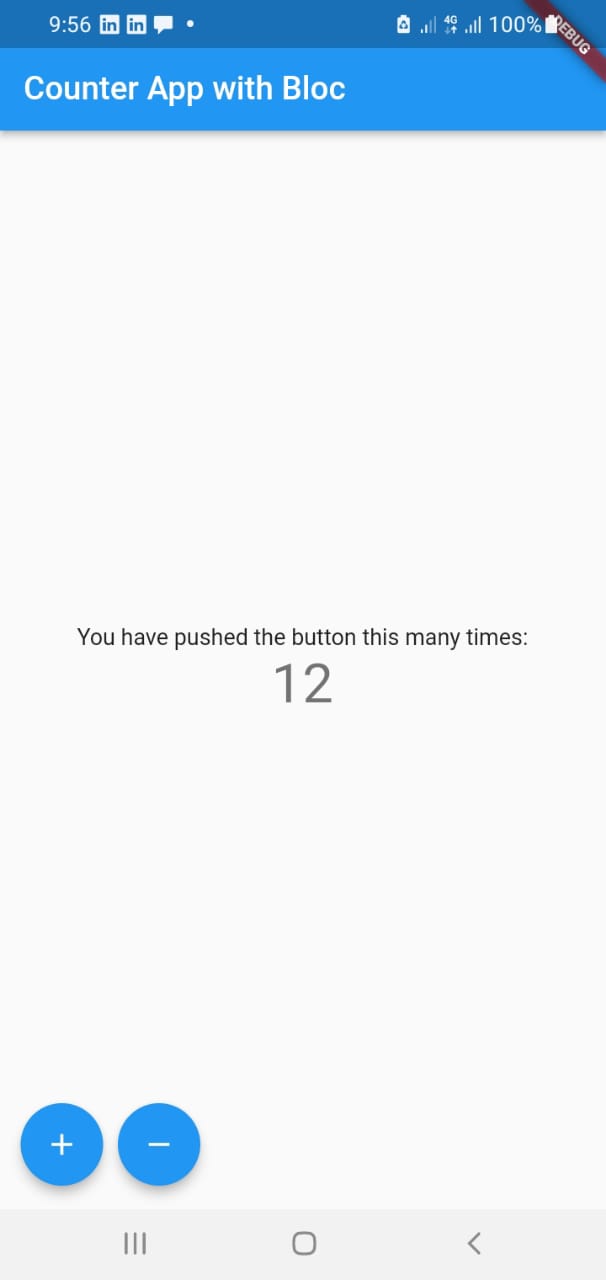 9:56 in in 4G 100%
DEBUG
Counter App with Bloc
You have pushed the button this many times:
12
+ −